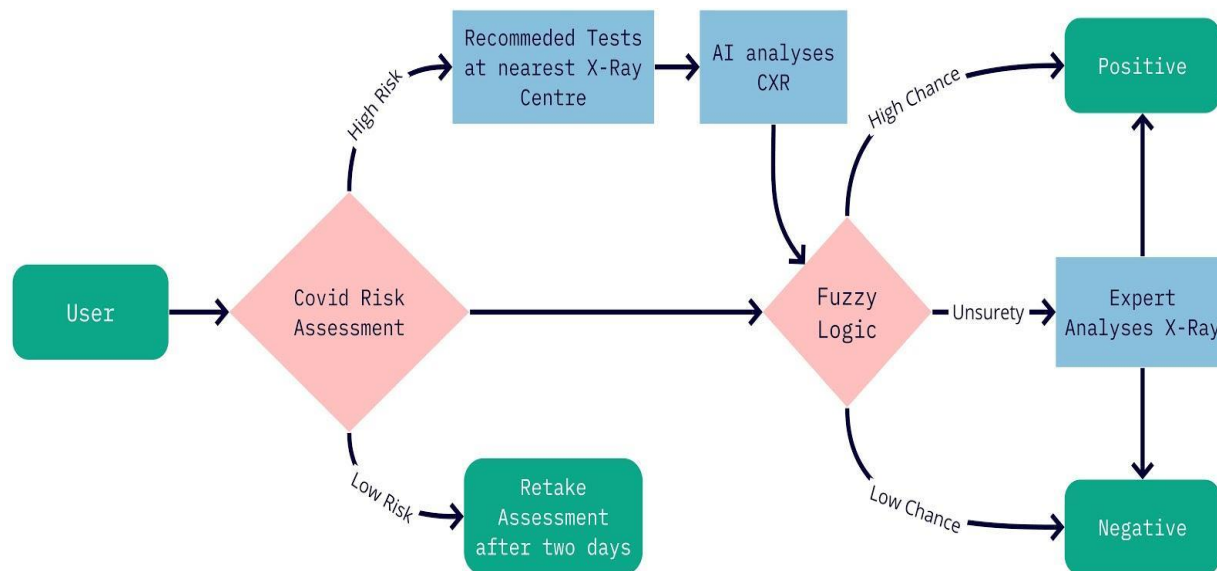 Recommeded Tests
at nearest X-Ray
Centre
AI analyses
CXR
Positive
High Risk
High Chance
User
Covid Risk
Assessment
Fuzzy
Logic
Unsurety
Expert
Analyses X-Ray
Low Risk
Retake
Assessment
after two days
Low Chance
Negative